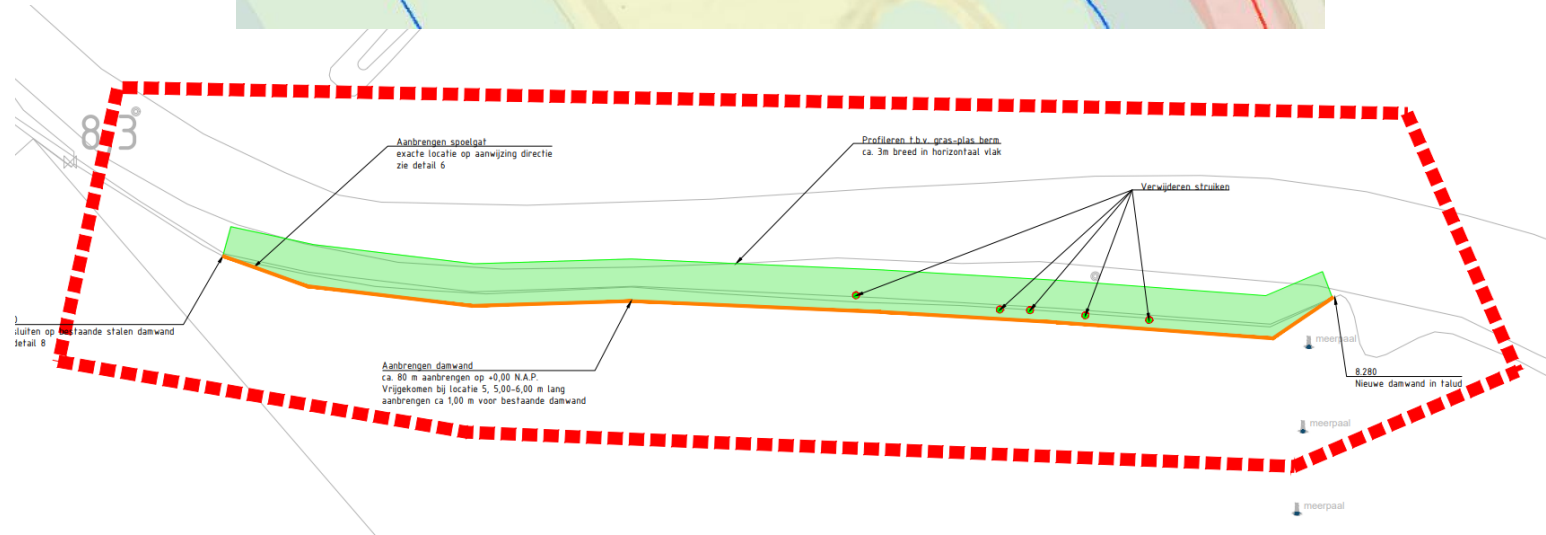 8,3
Aanbrengen spoelgat
exacte locatie op aanwijzing directie
zie detail 6
Profileren t.b.v. gras-plas berm.
ca. 3m breed in horizontaal vlak
Verwijderen struiken
op bestaande stalen damwand
detail 8
Aanbrengen damwand
ca. 80 m aanbrengen op +0,00 N.A.P.
Vrijgekomen bij locatie 5, 5,00-6,00 m lang
aanbrengen ca 1,00 m voor bestaande damwand
meerpaal
8.280
Nieuwe damwand in talud
meerpaal
meerpaal